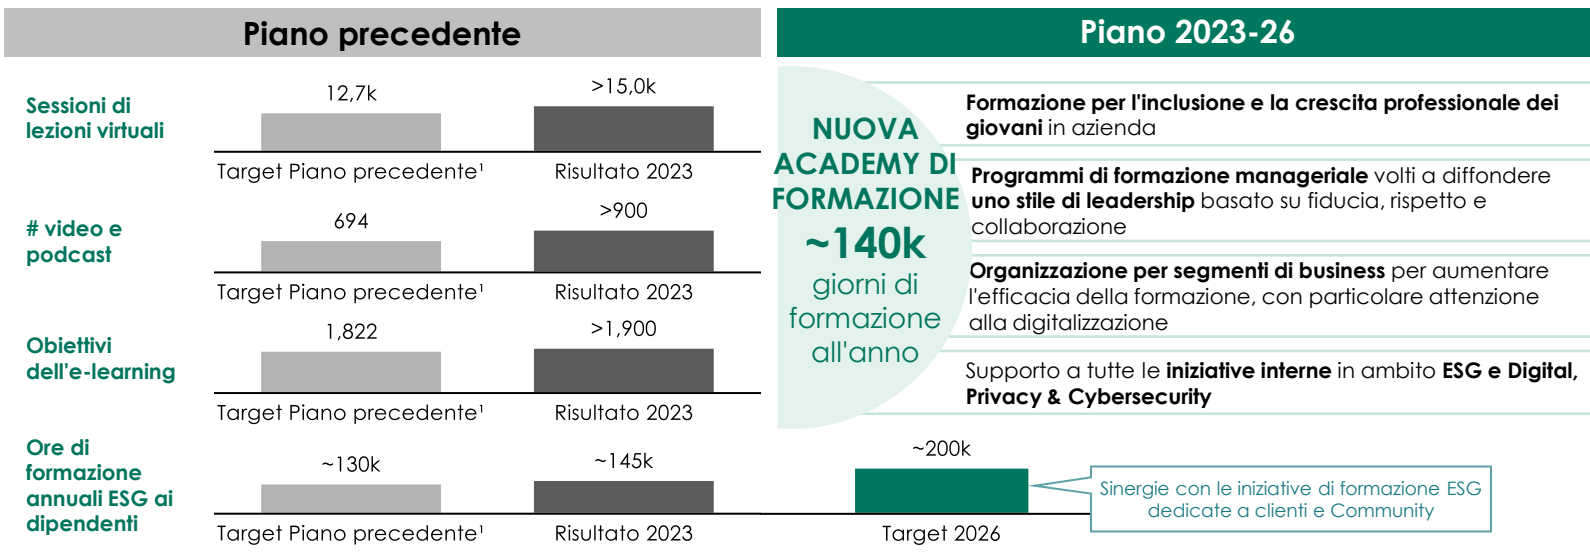 Piano precedente
Sessioni di
lezioni virtuali
12,7k
>15,0k
Target Piano precedente¹
Risultato 2023
# video e
podcast
694
>900
Target Piano precedente¹
Risultato 2023
Obiettivi
dell'e-learning
1,822
>1,900
Target Piano precedente¹
Risultato 2023
Ore di
formazione
annuali ESG ai
dipendenti
~130k
~145k
Target Piano precedente¹
Risultato 2023
Piano 2023-26
NUOVA
ACADEMY DI
FORMAZIONE
~140k
giorni di
formazione
all'anno
Formazione per l'inclusione e la crescita professionale dei
giovani in azienda
Programmi di formazione manageriale volti a diffondere
uno stile di leadership basato su fiducia, rispetto e
collaborazione
Organizzazione per segmenti di business per aumentare
l'efficacia della formazione, con particolare attenzione
alla digitalizzazione
Supporto a tutte le iniziative interne in ambito ESG e Digital,
Privacy & Cybersecurity
~200k
Target 2026
Sinergie con le iniziative di formazione ESG
dedicate a clienti e Community